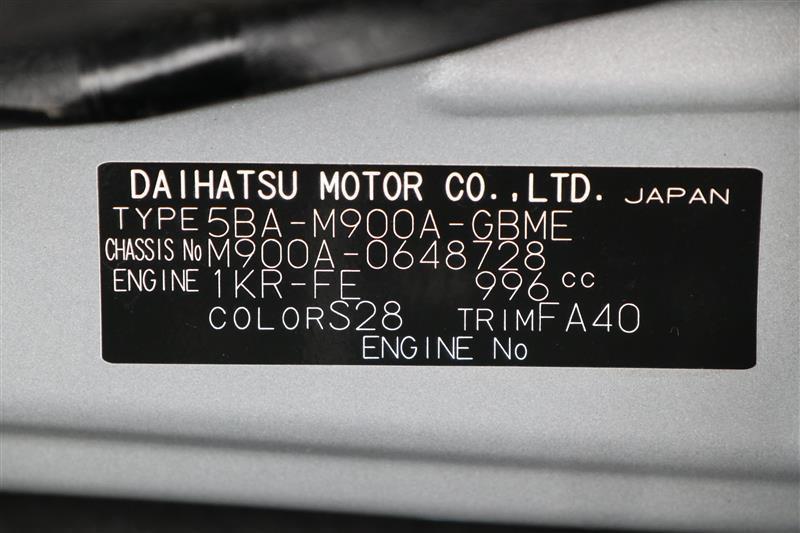 DAIHATSU MOTOR CO.,LTD. JAPAN
TYPE 5BA-M900A-GBME
CHASSIS No M900A-0648728
ENGINE 1KR-FE 996 cc
COLOR S28 TRIM FA40
ENGINE No